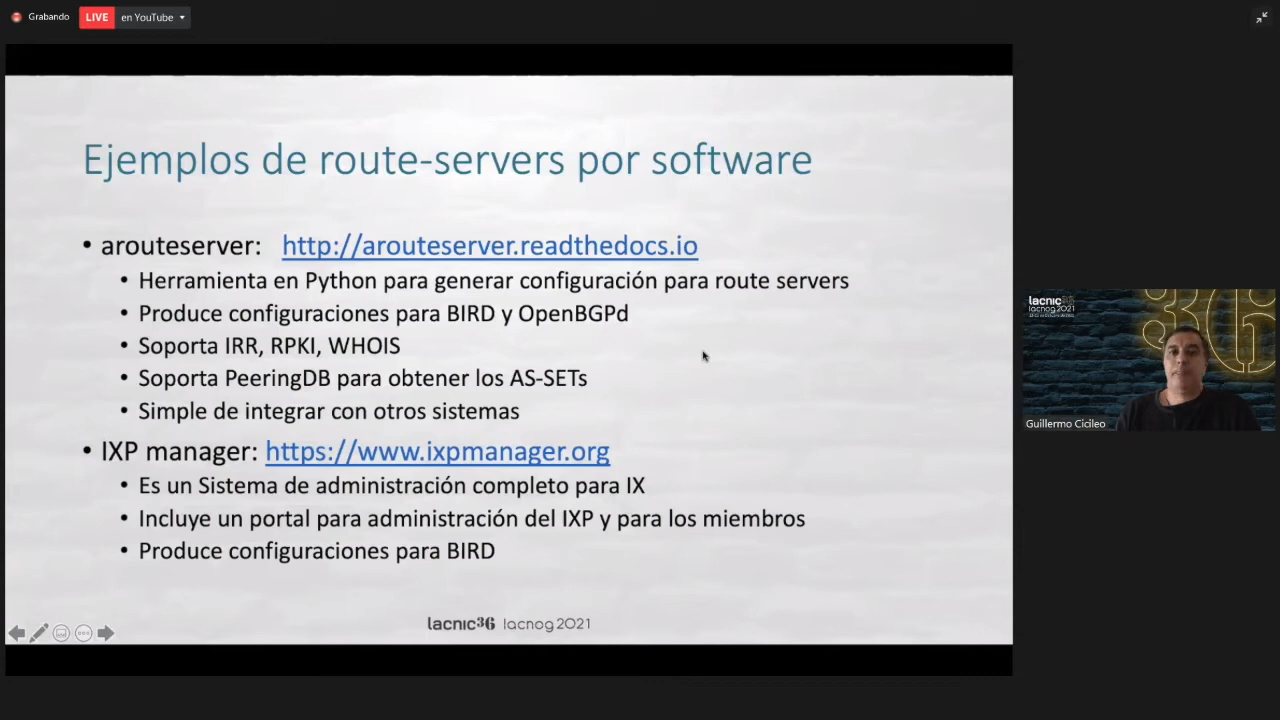 Grabando
LIVE en YouTube
Ejemplos de route-servers por software
• arouteserver: http://arouteserver.readthedocs.io
• Herramienta en Python para generar configuración para route servers
• Produce configuraciones para BIRD y OpenBGPd
• Soporta IRR, RPKI, WHOIS
• Soporta PeeringDB para obtener los AS-SETs
• Simple de integrar con otros sistemas
• IXP manager: https://www.ixpmanager.org
• Es un Sistema de administración completo para IX
• Incluye un portal para administración del IXP y para los miembros
• Produce configuraciones para BIRD
lacnic36 lacnog2021
lacnic36
lacnog2021
36
Guillermo Cicileo